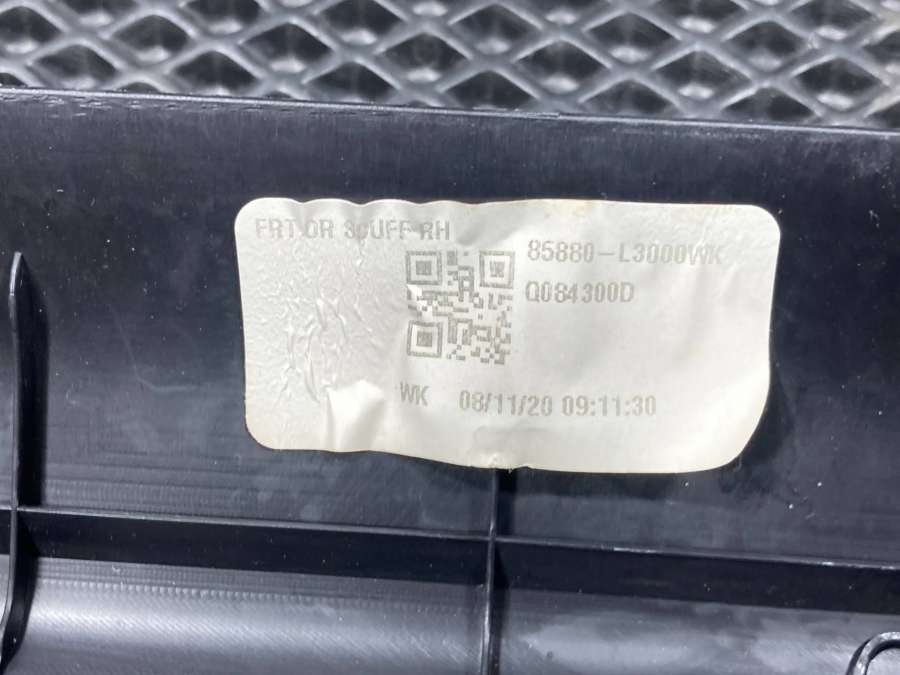 FRT DR SCUFF RH
85880-L3000WK
Q084300D
WK 08/11/20 09:11:30